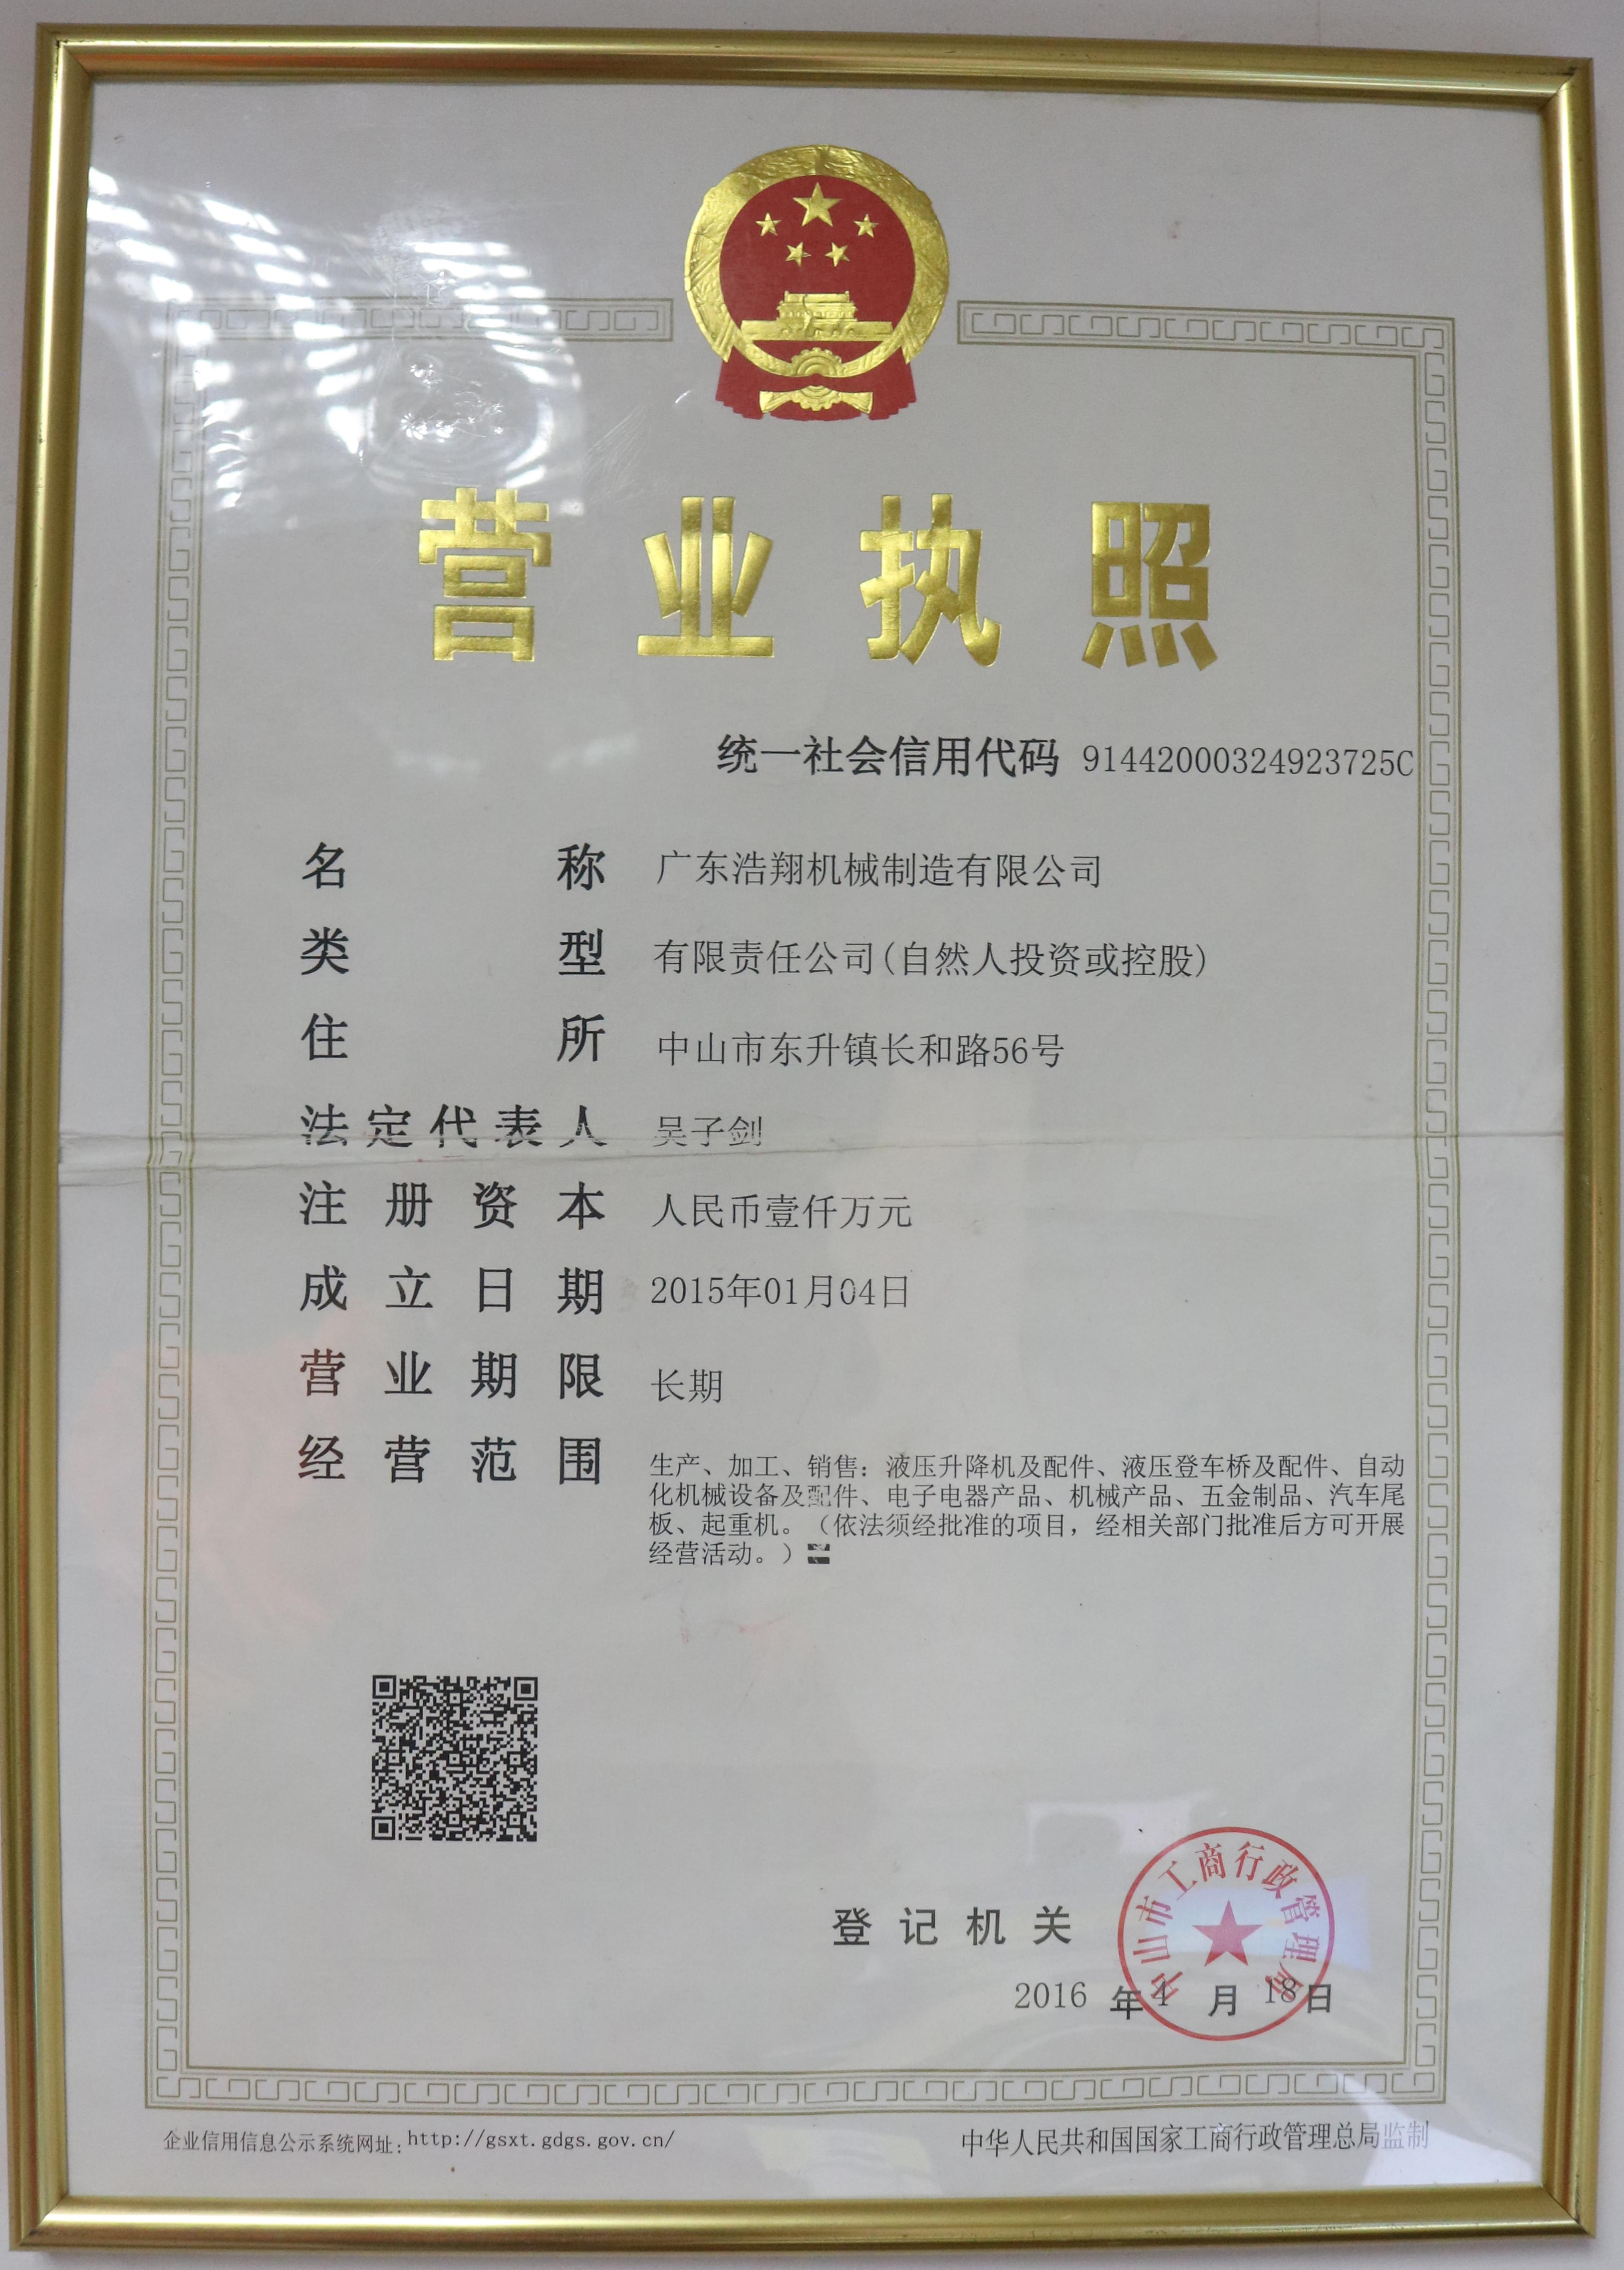 营业执照
统一社会信用代码 91442000324923725C
名称 广东浩翔机械制造有限公司
类型 有限责任公司(自然人投资或控股)
住所 中山市东升镇长和路56号
法定代表人 吴子剑
注册资本 人民币壹仟万元
成立日期 2015年01月04日
营业期限 长期
经营范围 生产、加工、销售：液压升降机及配件、液压登车桥及配件、自动
化机械设备及配件、电子电器产品、机械产品、五金制品、汽车尾
板、起重机。（依法须经批准的项目，经相关部门批准后方可开展
经营活动。）〓
登记机关
中山市工商行政管理局
2016 年 4 月 18 日
企业信用信息公示系统网址：http://gsxt.gdgs.gov.cn/
中华人民共和国国家工商行政管理总局监制